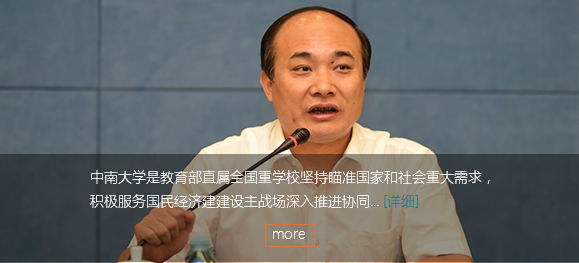 中南大学是教育部直属全国重学校坚持瞄准国家和社会重大需求，
积极服务国民经济建建设主战场深入推进协同... [详细]
more